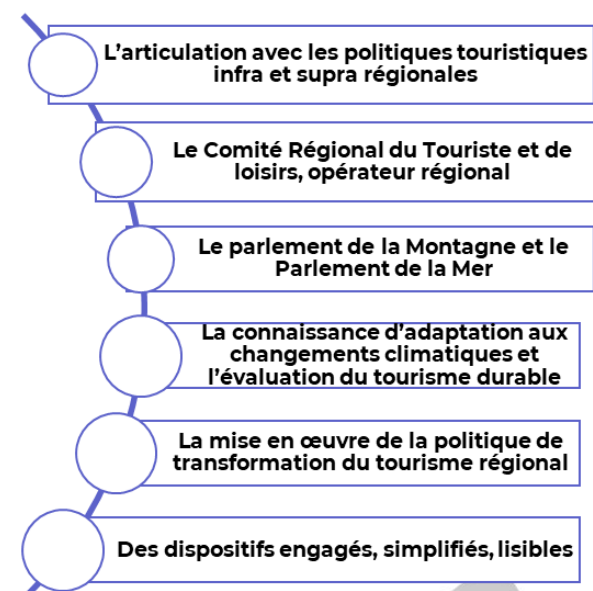 L’articulation avec les politiques touristiques
infra et supra régionales
Le Comité Régional du Touriste et de
loisirs, opérateur régional
Le parlement de la Montagne et le
Parlement de la Mer
La connaissance d’adaptation aux
changements climatiques et
l’évaluation du tourisme durable
La mise en œuvre de la politique de
transformation du tourisme régional
Des dispositifs engagés, simplifiés, lisibles